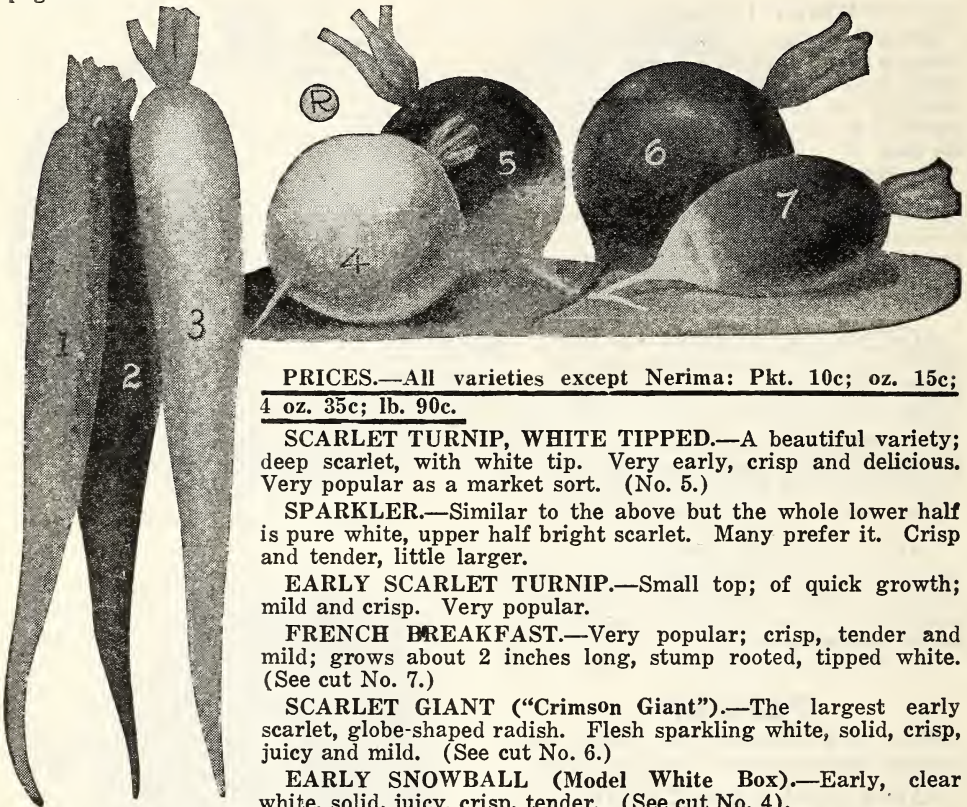 R
5
6
7
4
1
2
3
PRICES.—All varieties except Nerima: Pkt. 10c; oz. 15c;
4 oz. 35c; lb. 90c.
SCARLET TURNIP, WHITE TIPPED.—A beautiful variety;
deep scarlet, with white tip. Very early, crisp and delicious.
Very popular as a market sort. (No. 5.)
SPARKLER.—Similar to the above but the whole lower half
is pure white, upper half bright scarlet. Many prefer it. Crisp
and tender, little larger.
EARLY SCARLET TURNIP.—Small top; of quick growth;
mild and crisp. Very popular.
FRENCH BREAKFAST.—Very popular; crisp, tender and
mild; grows about 2 inches long, stump rooted, tipped white.
(See cut No. 7.)
SCARLET GIANT ("Crimson Giant").—The largest early
scarlet, globe-shaped radish. Flesh sparkling white, solid, crisp,
juicy and mild. (See cut No. 6.)
EARLY SNOWBALL (Model White Box).—Early, clear
white, solid, juicy, crisp, tender. (See cut No. 4).